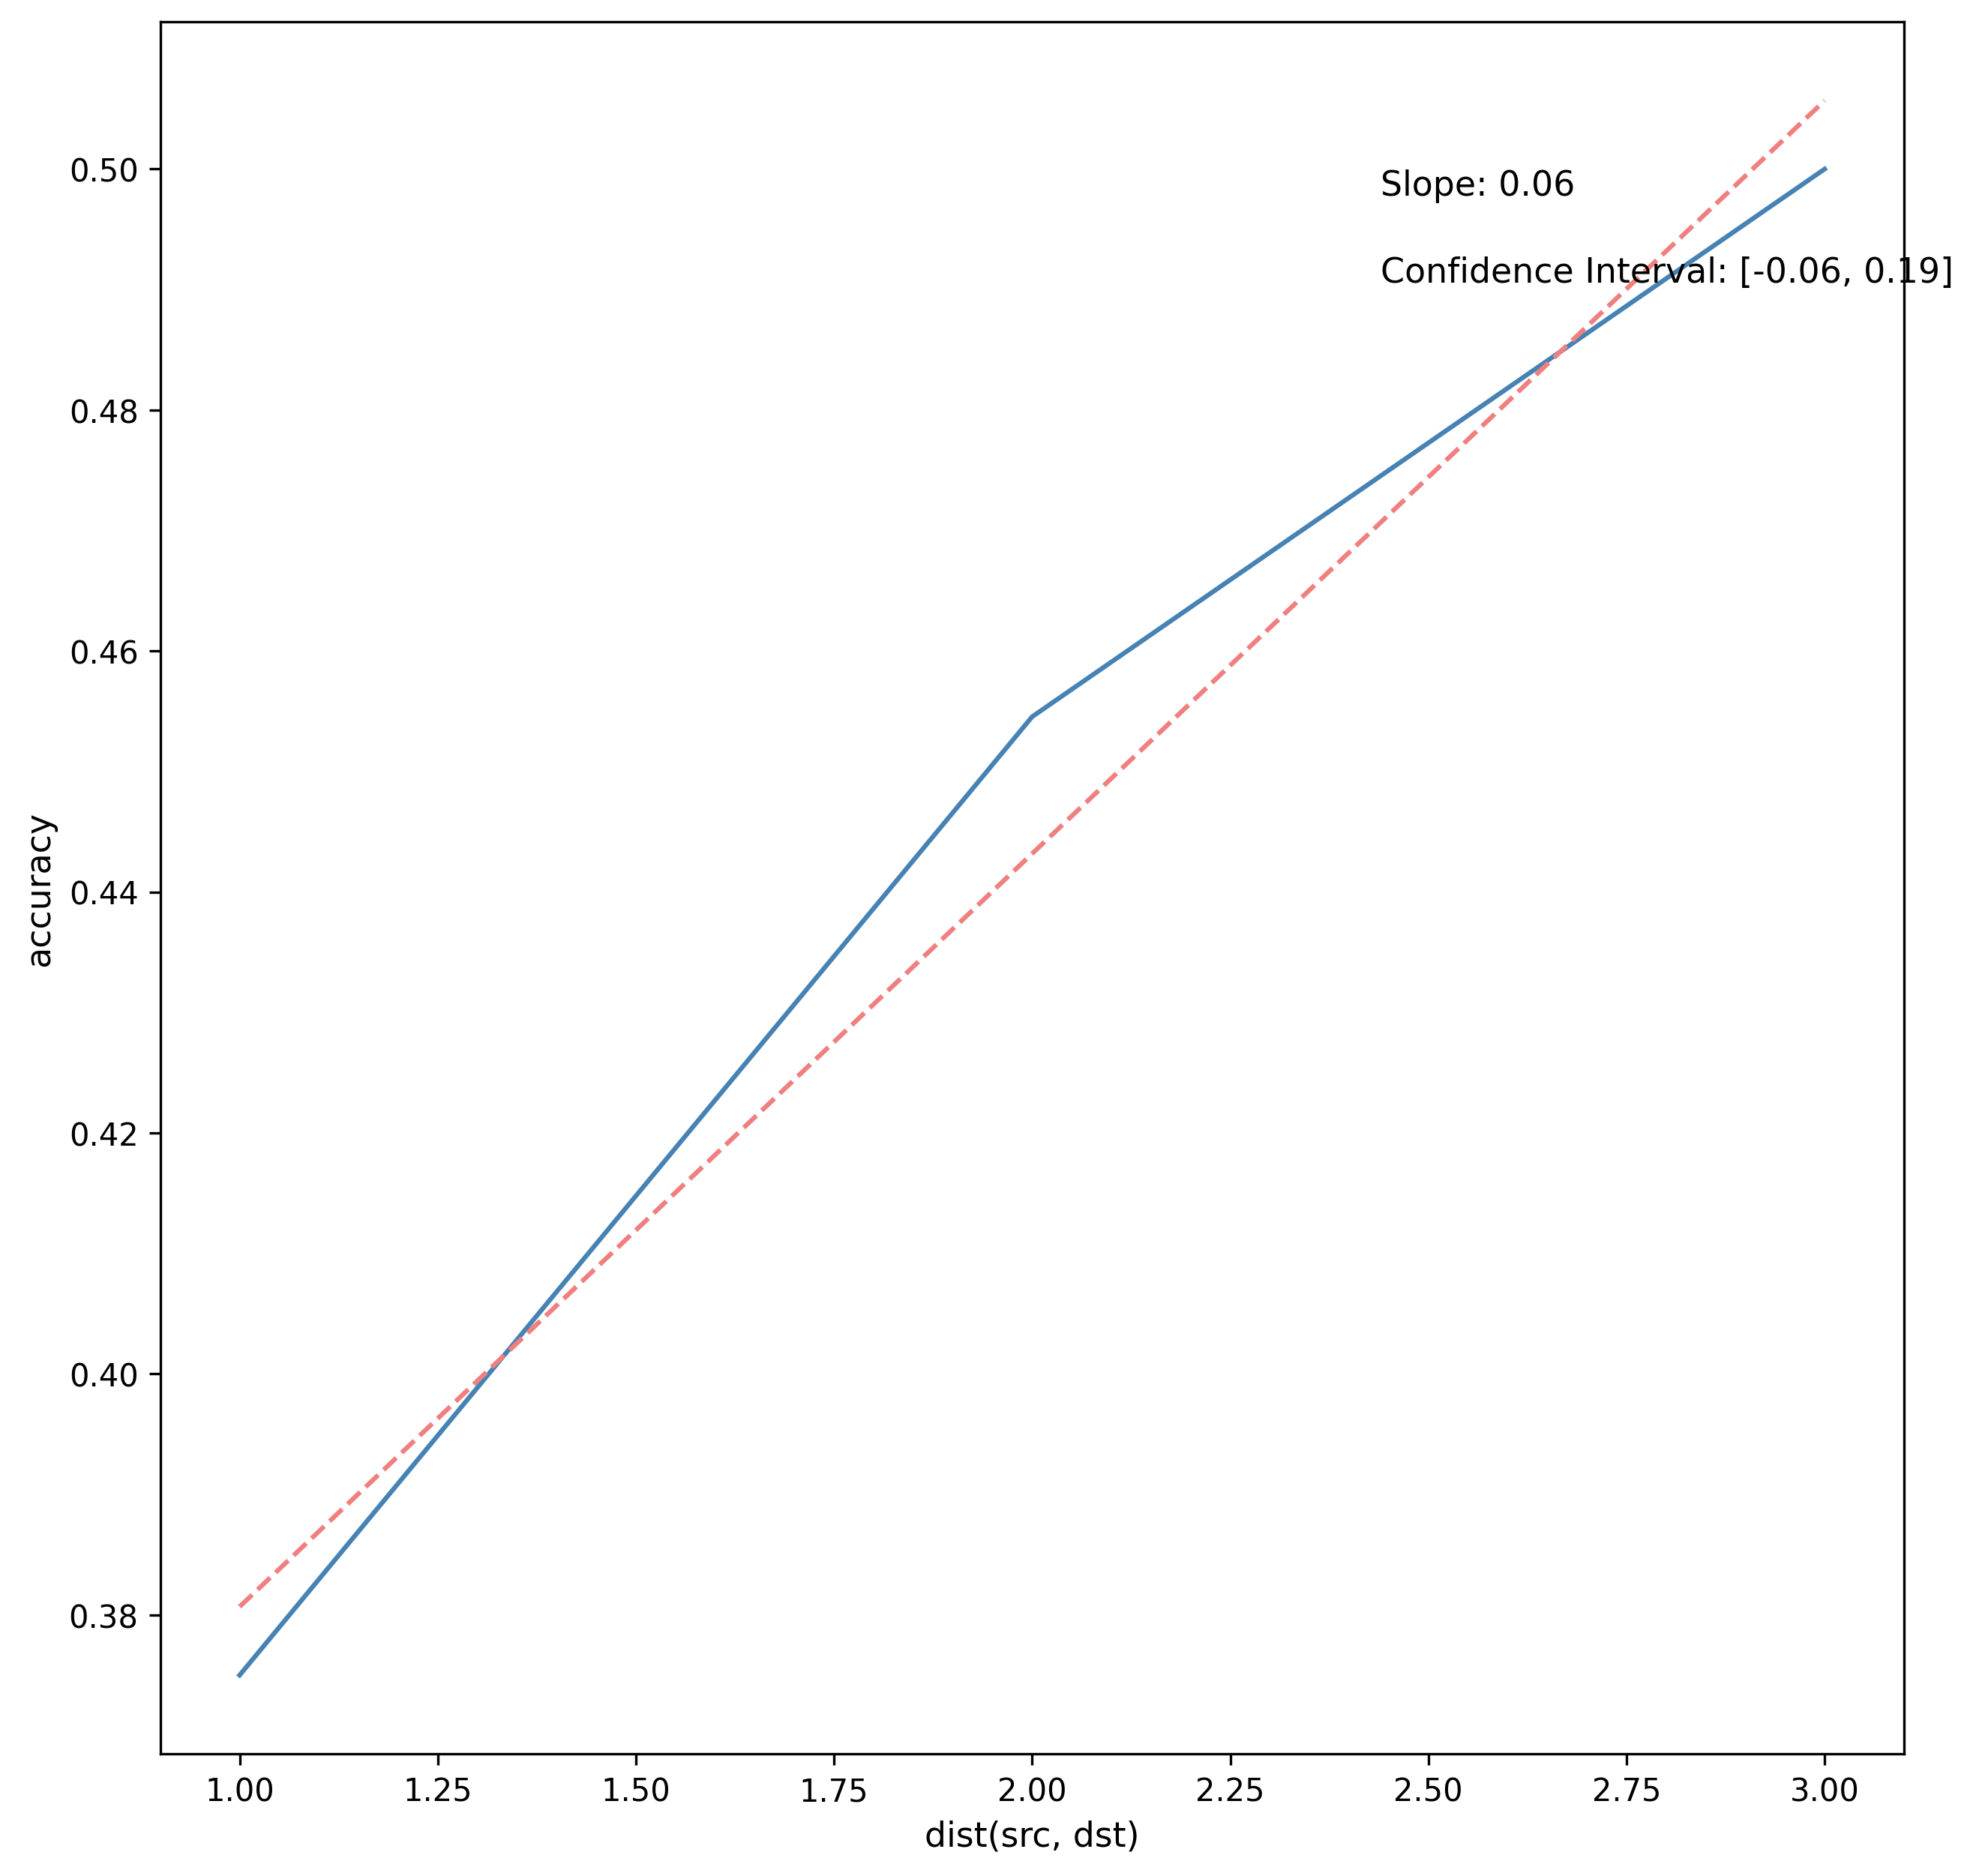 0.50
0.48
0.46
0.44
0.42
0.40
0.38
accuracy
Slope: 0.06
Confidence Interval: [-0.06, 0.19]
1.00 1.25 1.50 1.75 2.00 2.25 2.50 2.75 3.00
dist(src, dst)